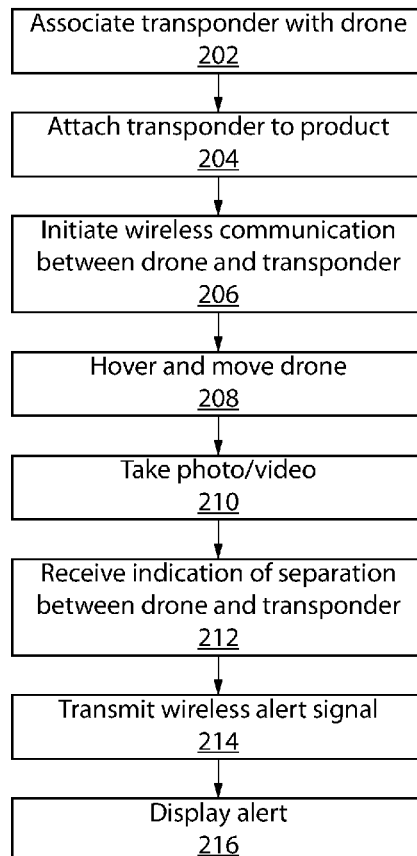 Associate transponder with drone
202
Attach transponder to product
204
Initiate wireless communication
between drone and transponder
206
Hover and move drone
208
Take photo/video
210
Receive indication of separation
between drone and transponder
212
Transmit wireless alert signal
214
Display alert
216